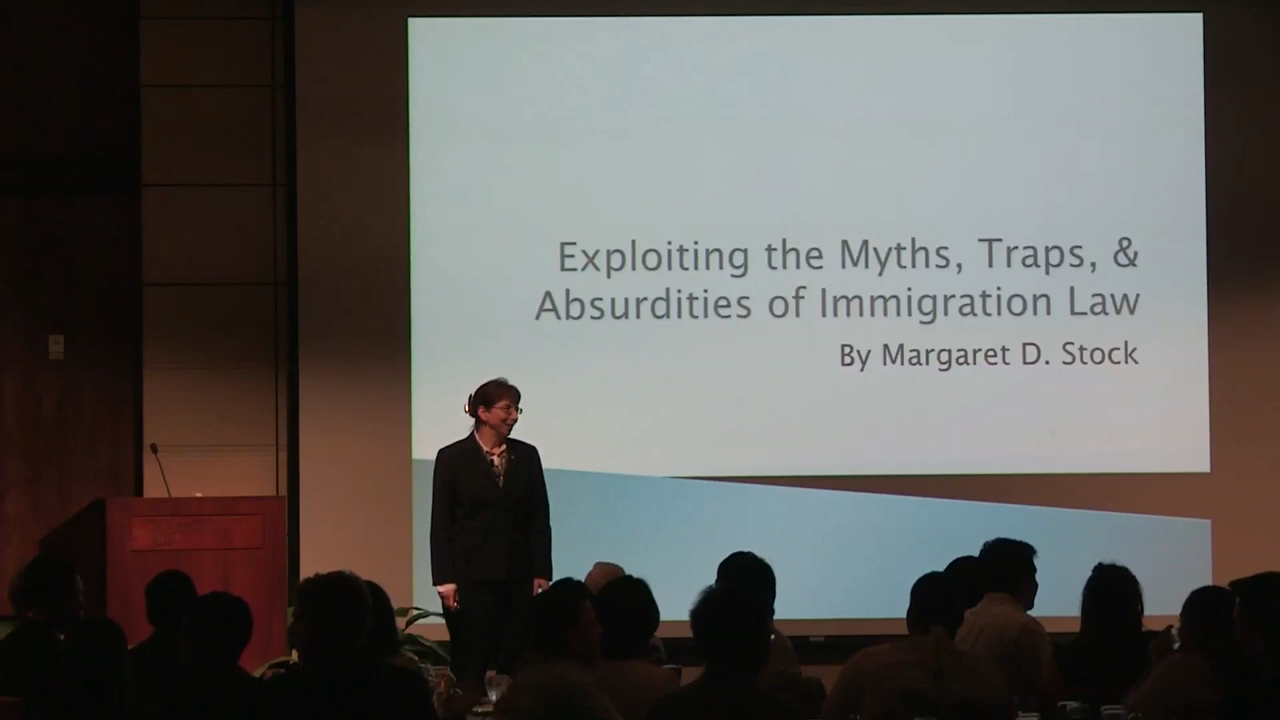 Exploiting the Myths, Traps, &
Absurdities of Immigration Law
By Margaret D. Stock